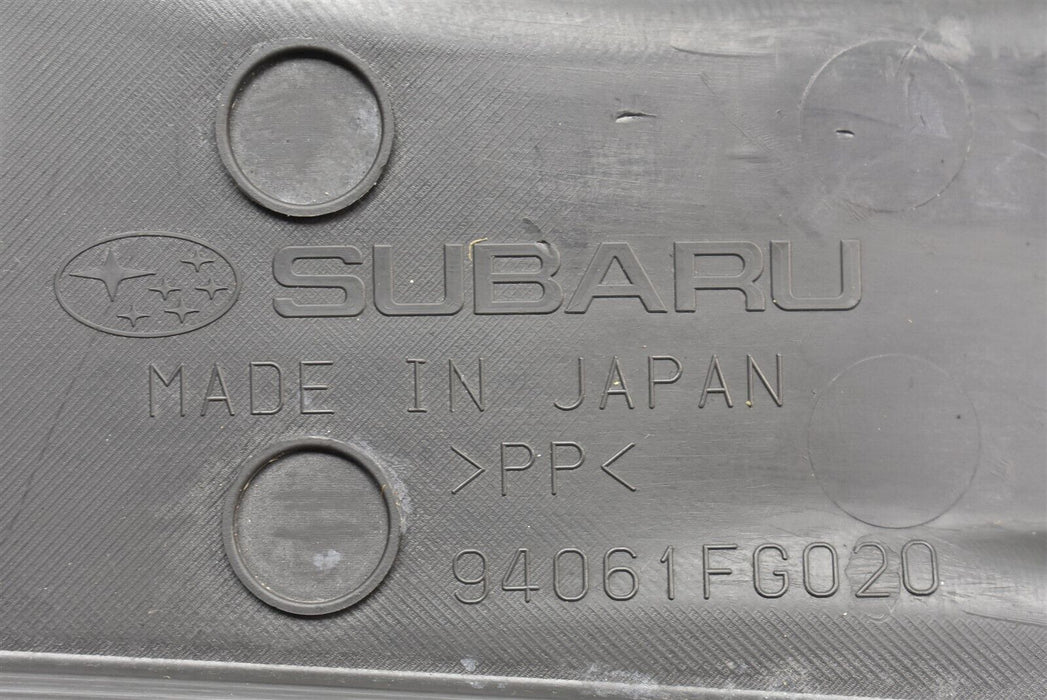 SUBARU
MADE IN JAPAN
>PP<
94061FG020